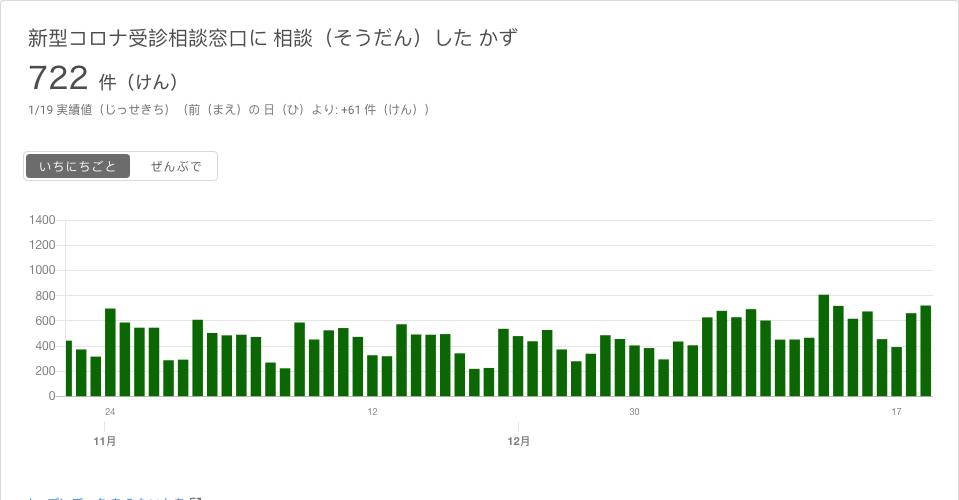 新型コロナ受診相談窓口に 相談（そうだん）した かず
722 件（けん）
1/19 実績値（じっせきち）（前（まえ）の 日（ひ）より: +61 件（けん））
いちにちごと ぜんぶで
1400
1200
1000
800
600
400
200
0
24 12 30 17
11月 12月